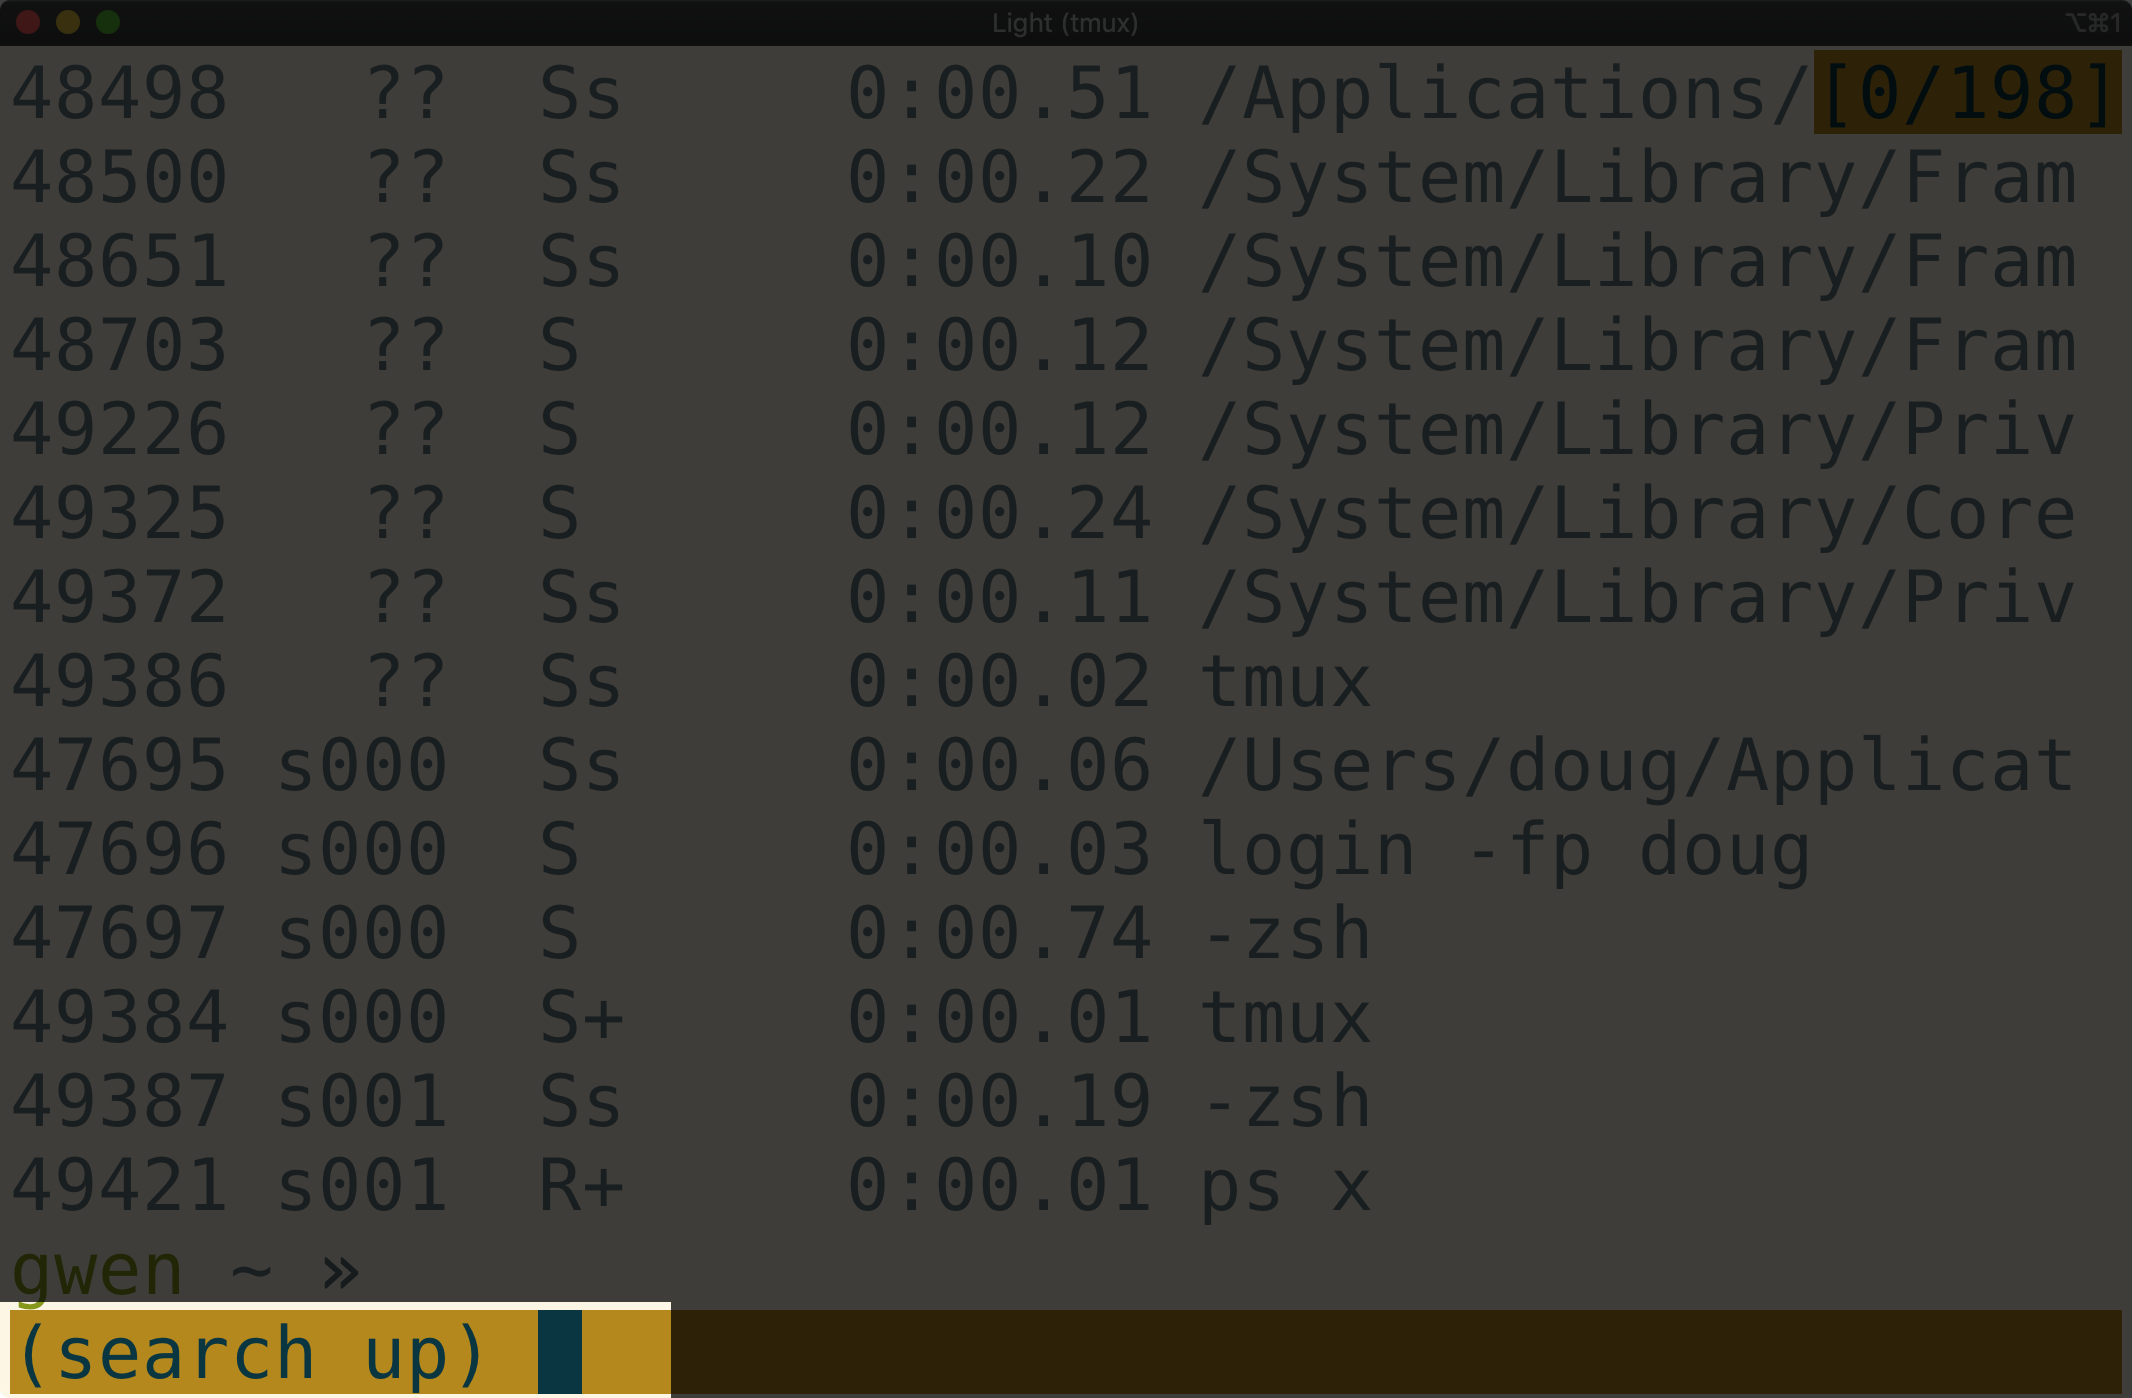 Light (tmux) ⌥⌘1
48498 ?? Ss 0:00.51 /Applications/[0/198]
48500 ?? Ss 0:00.22 /System/Library/Fram
48651 ?? Ss 0:00.10 /System/Library/Fram
48703 ?? S 0:00.12 /System/Library/Fram
49226 ?? S 0:00.12 /System/Library/Priv
49325 ?? S 0:00.24 /System/Library/Core
49372 ?? Ss 0:00.11 /System/Library/Priv
49386 ?? Ss 0:00.02 tmux
47695 s000 Ss 0:00.06 /Users/doug/Applicat
47696 s000 S 0:00.03 login -fp doug
47697 s000 S 0:00.74 -zsh
49384 s000 S+ 0:00.01 tmux
49387 s001 Ss 0:00.19 -zsh
49421 s001 R+ 0:00.01 ps x
gwen ~ »
(search up)